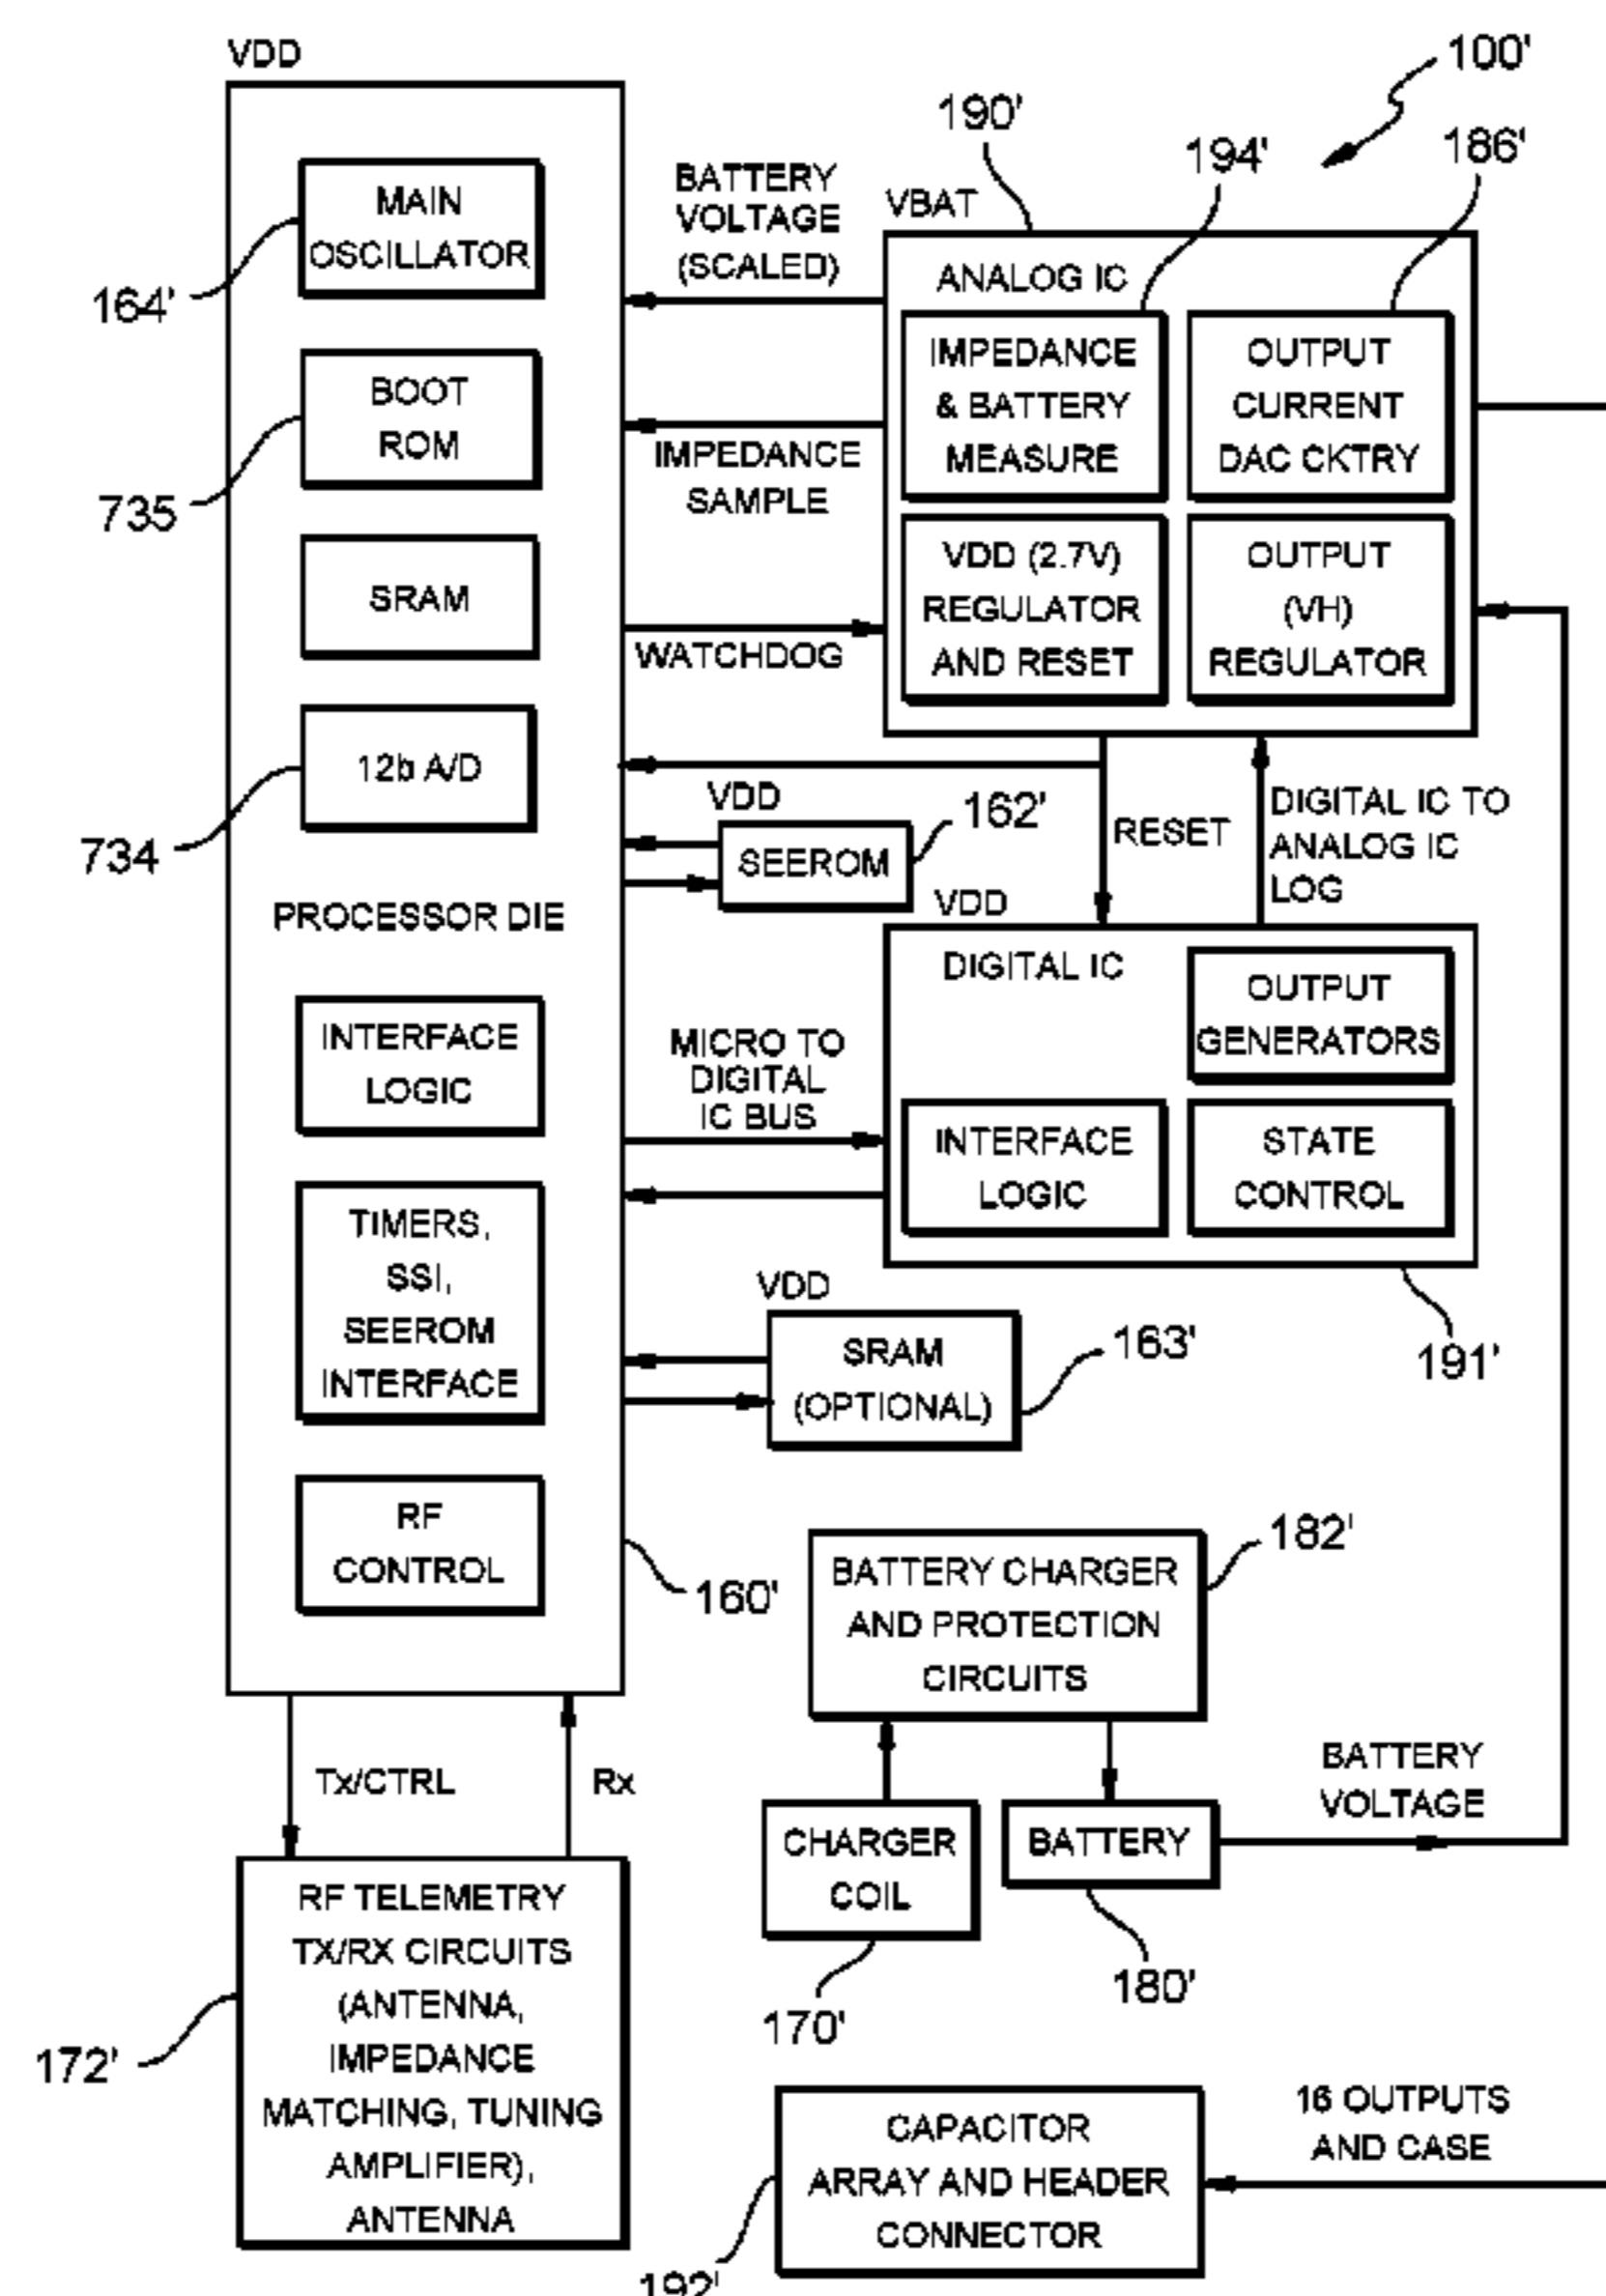 VDD
MAIN
OSCILLATOR
164'
BOOT
ROM
735
SRAM
12b A/D
734
PROCESSOR DIE
INTERFACE
LOGIC
TIMERS,
SSI,
SEEROM
INTERFACE
RF
CONTROL
160'
BATTERY
VOLTAGE
(SCALED)
IMPEDANCE
SAMPLE
WATCHDOG
100'
190'
194'
186'
VBAT
ANALOG IC
IMPEDANCE
& BATTERY
MEASURE
OUTPUT
CURRENT
DAC CKTRY
VDD (2.7V)
REGULATOR
AND RESET
OUTPUT
(VH)
REGULATOR
VDD
SEEROM
162'
RESET
DIGITAL IC TO
ANALOG IC
LOG
VDD
DIGITAL IC
OUTPUT
GENERATORS
INTERFACE
LOGIC
STATE
CONTROL
191'
MICRO TO
DIGITAL
IC BUS
VDD
SRAM
(OPTIONAL)
163'
BATTERY CHARGER
AND PROTECTION
CIRCUITS
182'
CHARGER
COIL
170'
BATTERY
180'
BATTERY
VOLTAGE
Tx/CTRL
Rx
RF TELEMETRY
TX/RX CIRCUITS
(ANTENNA,
IMPEDANCE
MATCHING, TUNING
AMPLIFIER),
ANTENNA
172'
CAPACITOR
ARRAY AND HEADER
CONNECTOR
192'
16 OUTPUTS
AND CASE